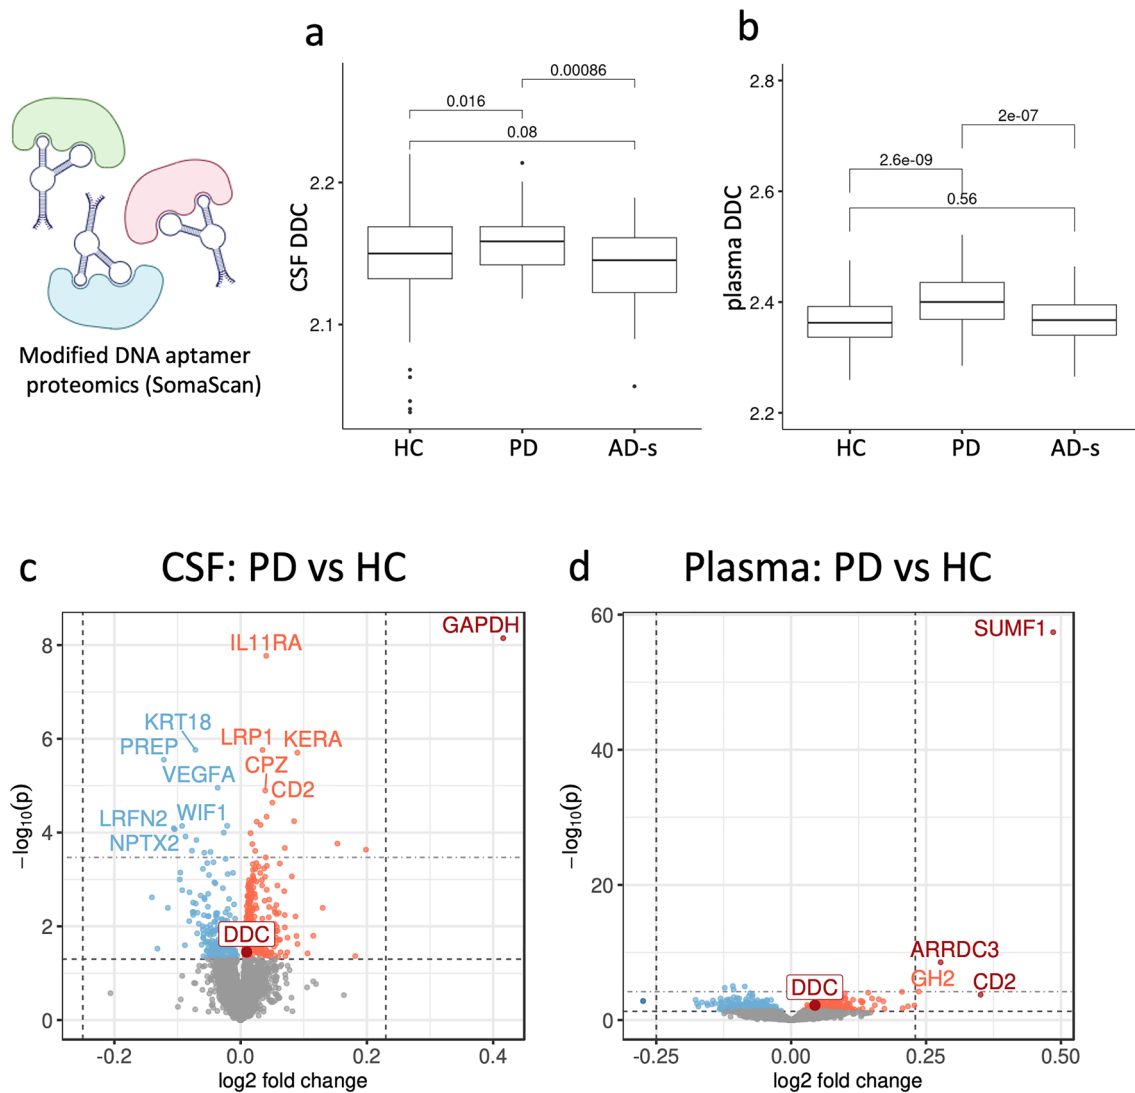 a
b
Modified DNA aptamer
proteomics (SomaScan)
CSF DDC
2.2
2.1
0.00086
0.016
0.08
HC
PD
AD-s
plasma DDC
2.8
2.6
2.4
2.2
2e-07
2.6e-09
0.56
HC
PD
AD-s
c
CSF: PD vs HC
−log10(p)
8
6
4
2
0
GAPDH
IL11RA
KRT18
LRP1
KERA
PREP
CPZ
VEGFA
CD2
LRFN2
WIF1
NPTX2
DDC
-0.2
0.0
0.2
0.4
log2 fold change
d
Plasma: PD vs HC
−log10(p)
60
40
20
0
SUMF1
ARRDC3
GH2
CD2
DDC
-0.25
0.00
0.25
0.50
log2 fold change